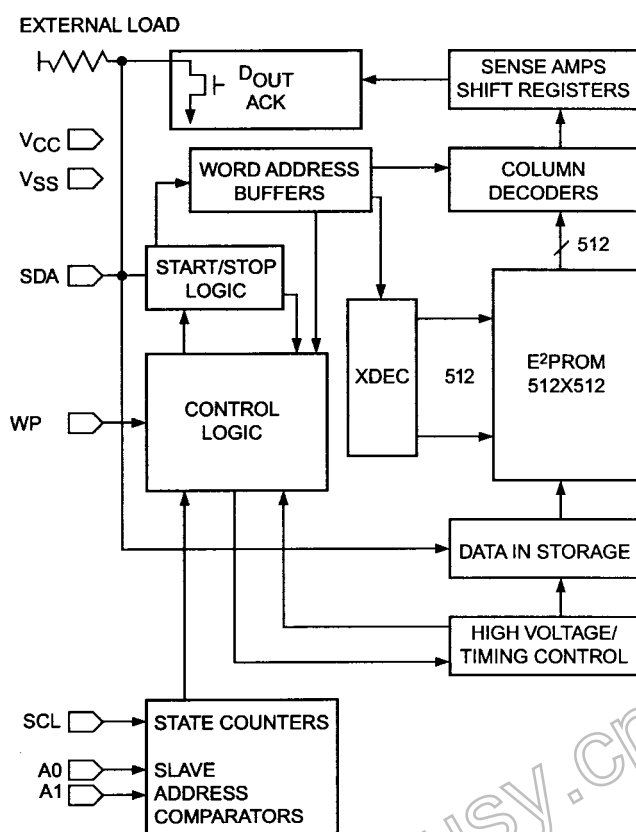 EXTERNAL LOAD
DOUT
ACK
SENSE AMPS
SHIFT REGISTERS
VCC
VSS
WORD ADDRESS
BUFFERS
COLUMN
DECODERS
512
SDA
START/STOP
LOGIC
XDEC
512
E²PROM
512X512
WP
CONTROL
LOGIC
DATA IN STORAGE
HIGH VOLTAGE/
TIMING CONTROL
SCL
STATE COUNTERS
A0
SLAVE
A1
ADDRESS
COMPARATORS
usy.cn